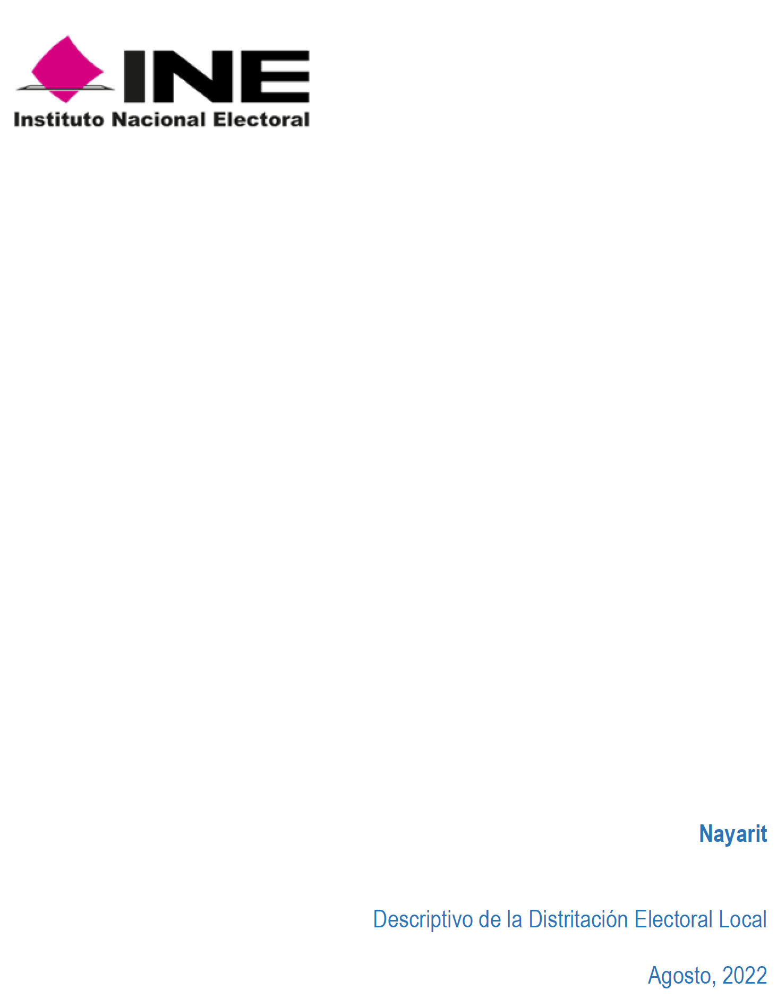 INE
Instituto Nacional Electoral
Nayarit
Descriptivo de la Distritación Electoral Local
Agosto, 2022